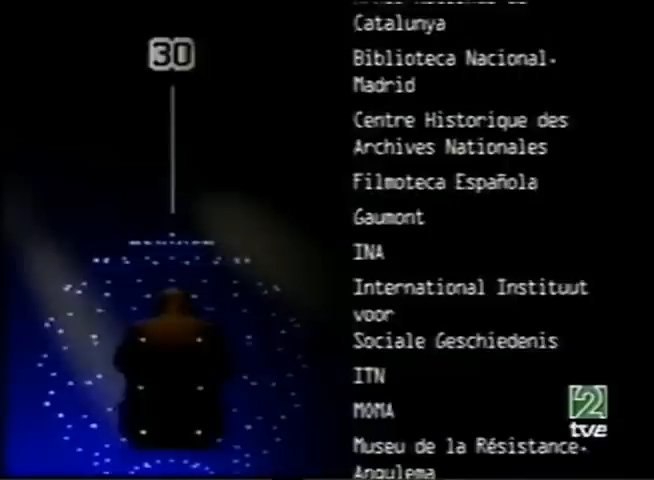 30
Catalunya
Biblioteca Nacional-
Madrid
Centre Historique des
Archives Nationales
Filmoteca Española
Gaumont
INA
International Instituut
voor
Sociale Geschiedenis
ITN
MOMA
Museu de la Résistance-
Angulema
2
tve